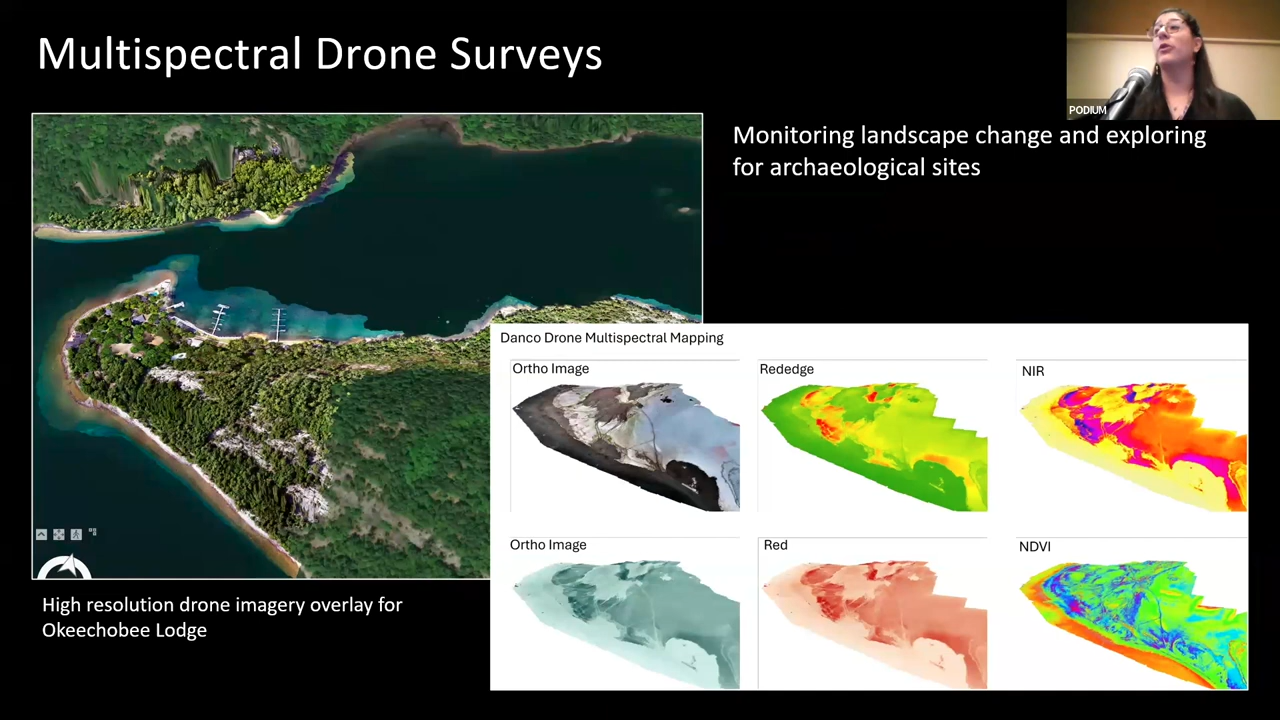 Multispectral Drone Surveys
PODIUM
Monitoring landscape change and exploring
for archaeological sites
Danco Drone Multispectral Mapping
Ortho Image
Rededge
NIR
Ortho Image
Red
NDVI
High resolution drone imagery overlay for
Okeechobee Lodge